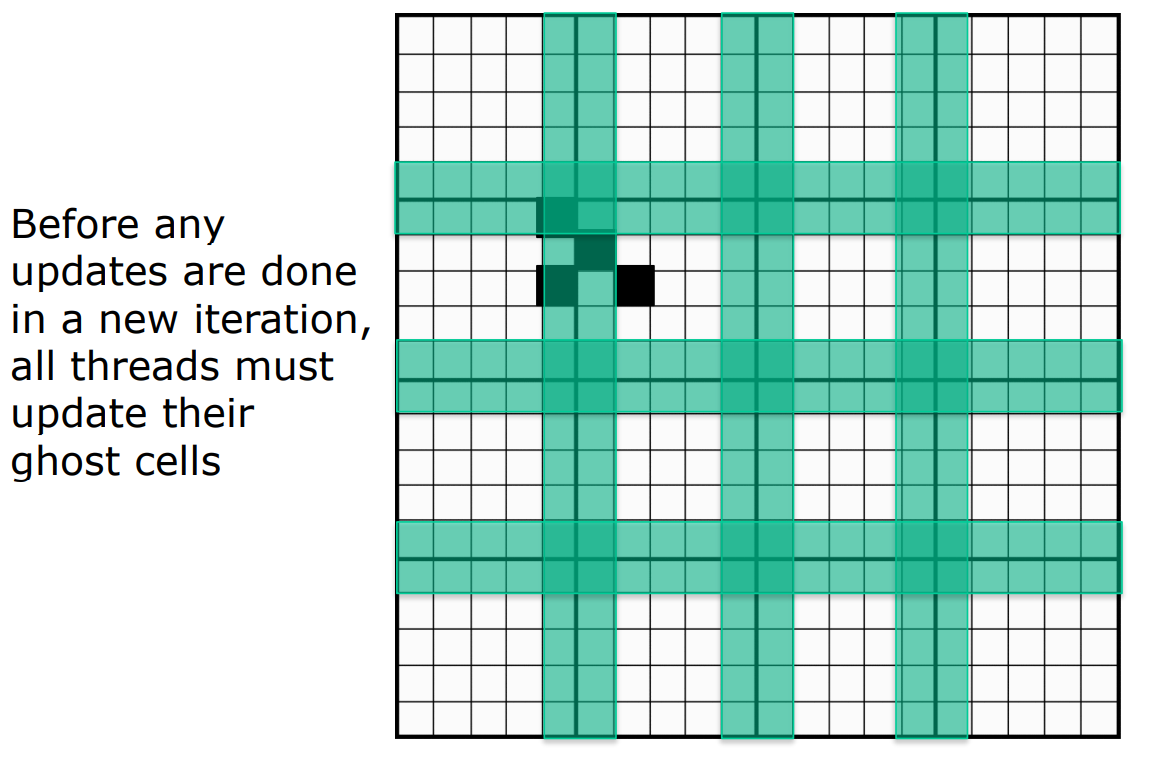 Before any
updates are done
in a new iteration,
all threads must
update their
ghost cells